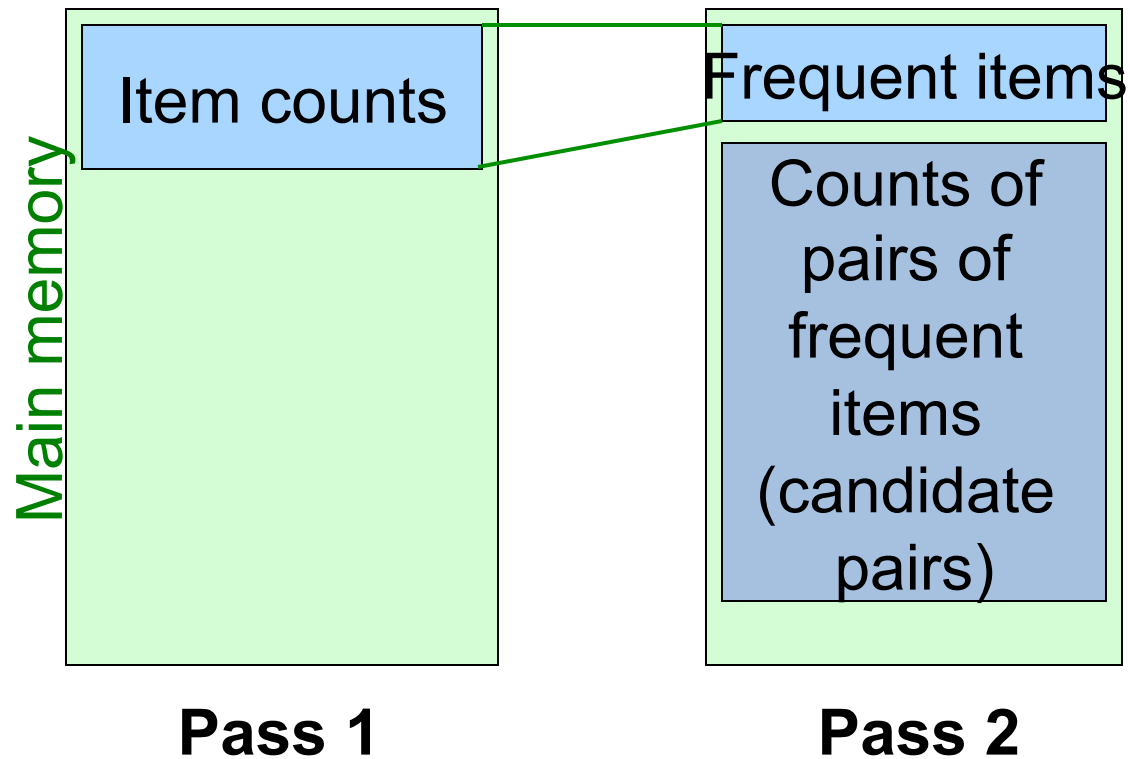 Main memory
Item counts
Frequent items
Counts of
pairs of
frequent
items
(candidate
pairs)
Pass 1
Pass 2